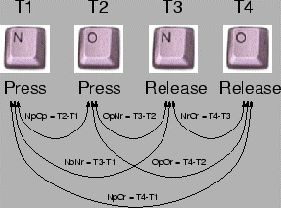 T1 T2 T3 T4
N O N O
Press Press Release Release
NpOp = T2-T1 OpNr = T3-T2 NrOr = T4-T3
NpNr = T3-T1 OpOr = T4-T2
NpOr = T4-T1